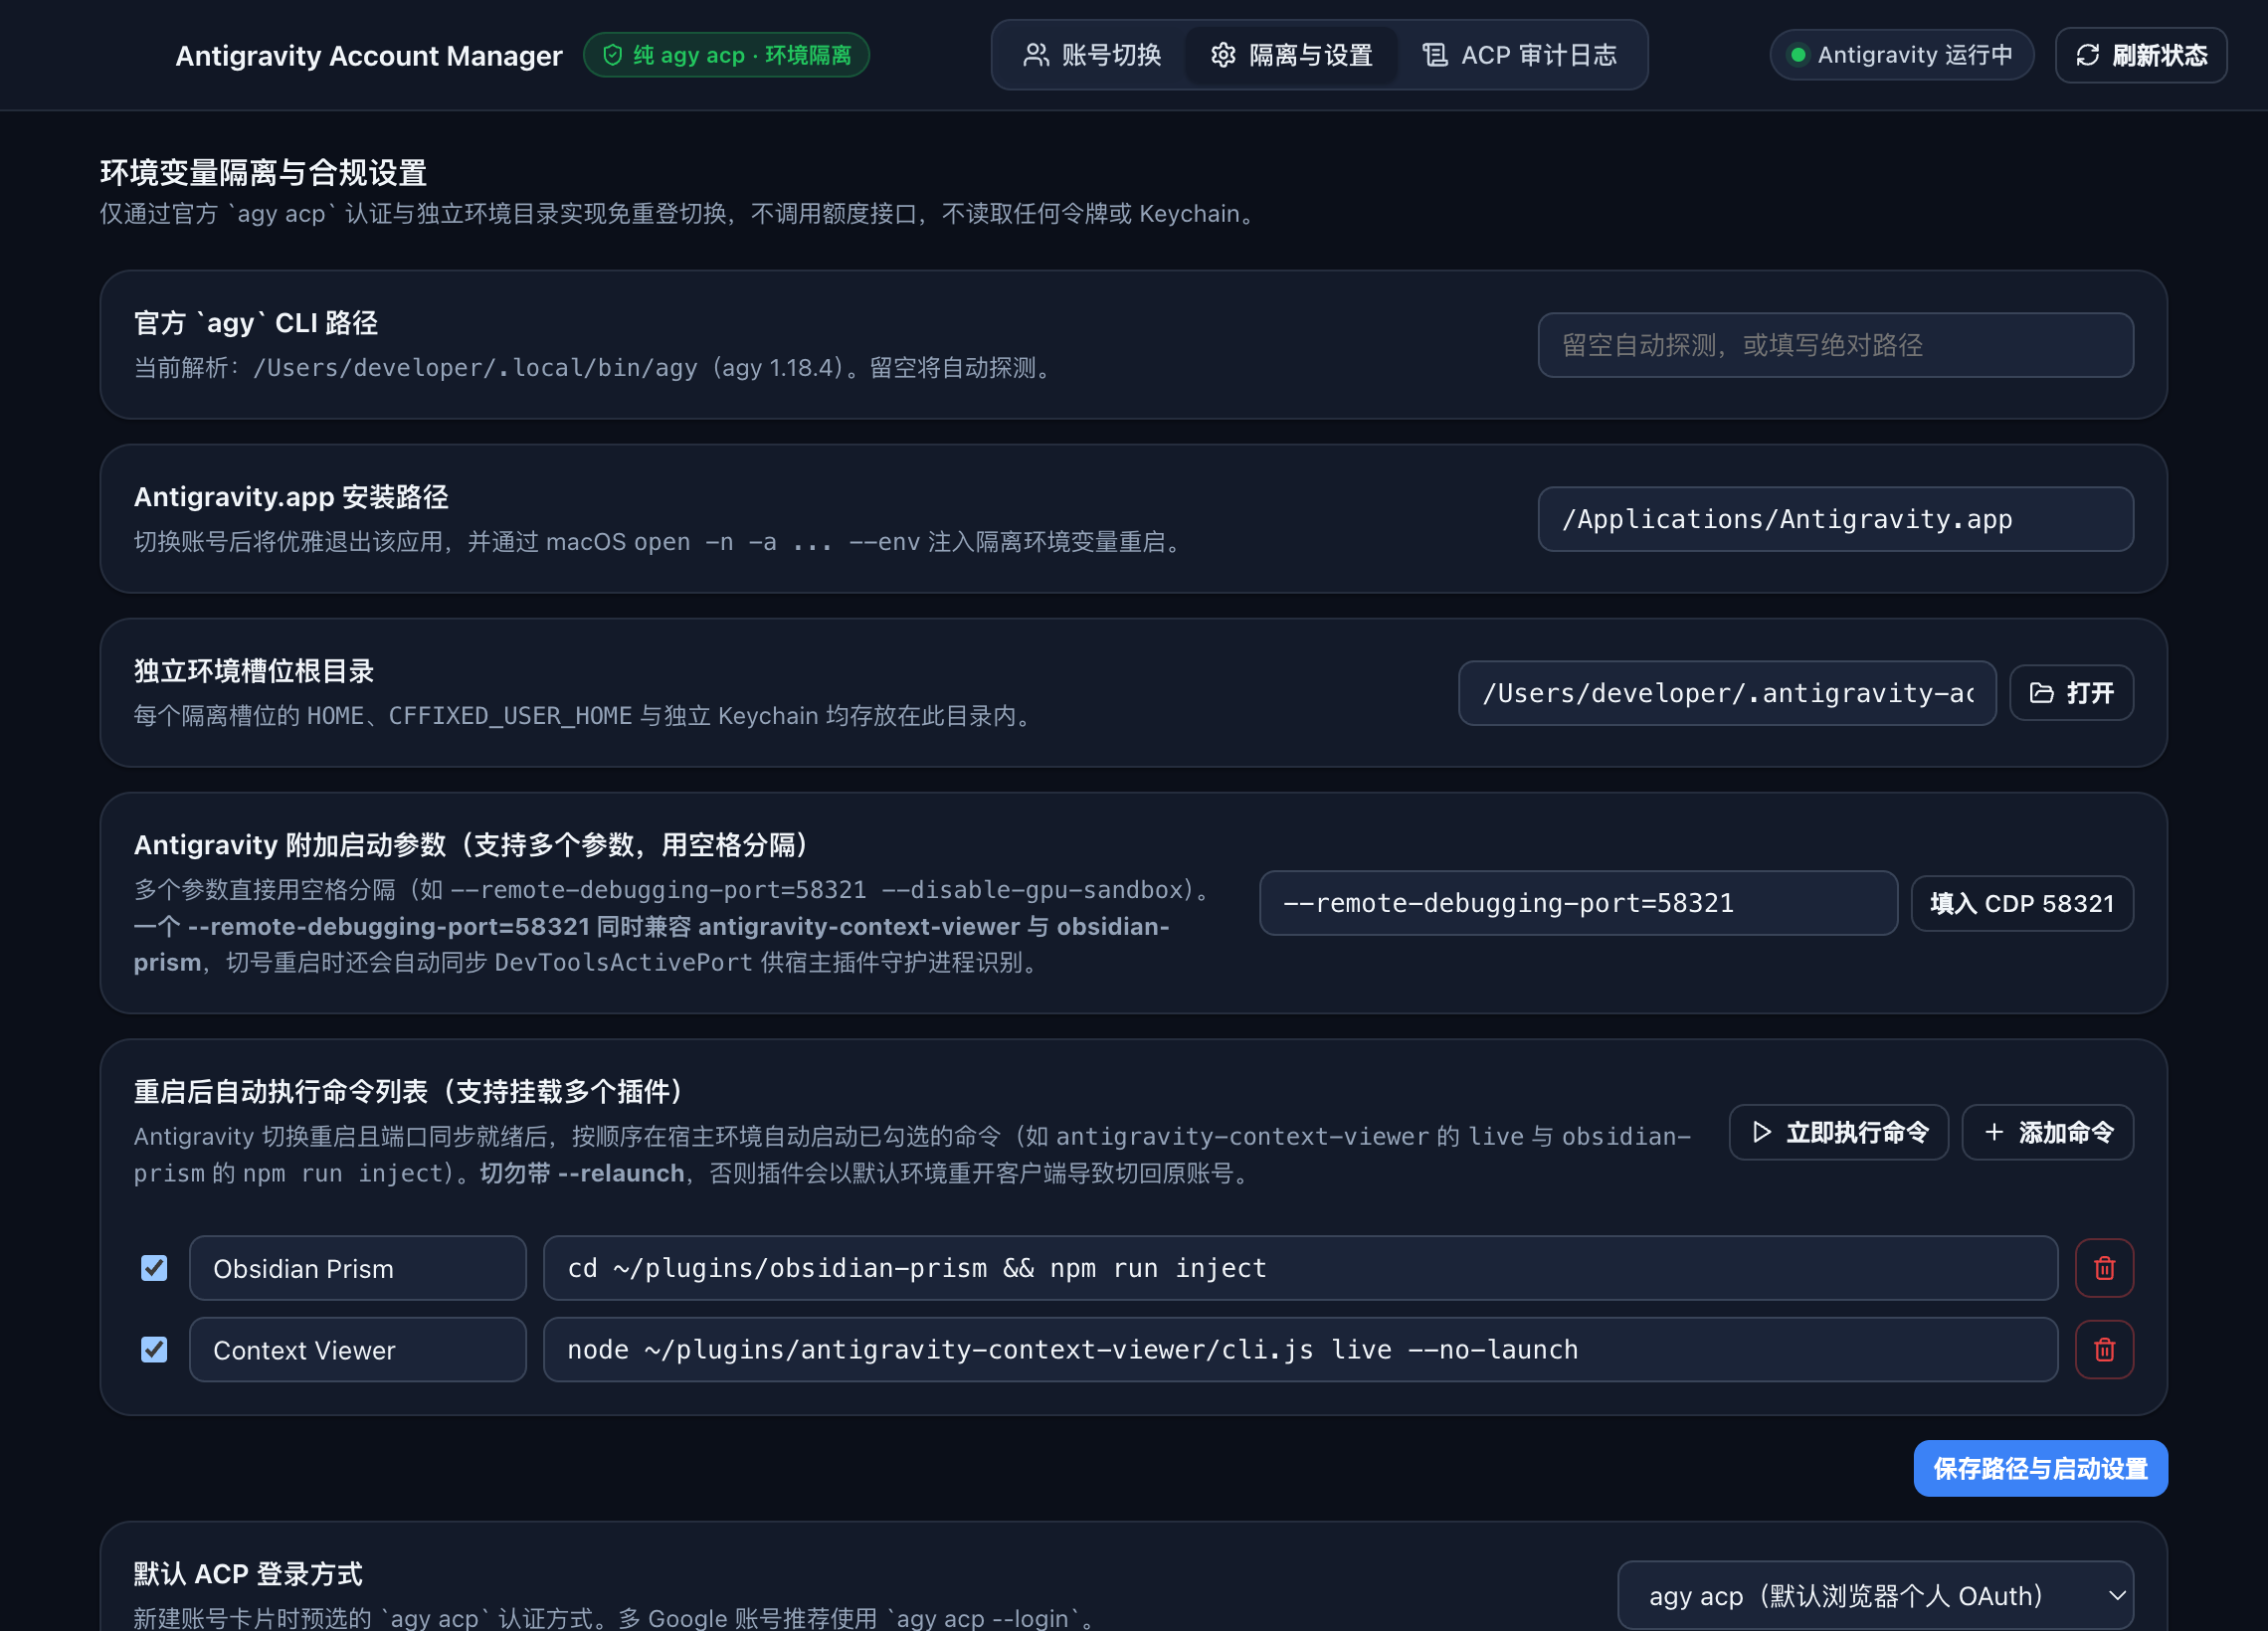 Antigravity Account Manager
纯 agy acp · 环境隔离
账号切换
隔离与设置
ACP 审计日志
Antigravity 运行中
刷新状态
环境变量隔离与合规设置
仅通过官方 `agy acp` 认证与独立环境目录实现免重登切换，不调用额度接口，不读取任何令牌或 Keychain。
官方 `agy` CLI 路径
当前解析：/Users/developer/.local/bin/agy（agy 1.18.4）。留空将自动探测。
留空自动探测，或填写绝对路径
Antigravity.app 安装路径
切换账号后将优雅退出该应用，并通过 macOS open -n -a ... --env 注入隔离环境变量重启。
/Applications/Antigravity.app
独立环境槽位根目录
每个隔离槽位的 HOME、CFFIXED_USER_HOME 与独立 Keychain 均存放在此目录内。
/Users/developer/.antigravity-ac
打开
Antigravity 附加启动参数（支持多个参数，用空格分隔）
多个参数直接用空格分隔（如 --remote-debugging-port=58321 --disable-gpu-sandbox）。
一个 --remote-debugging-port=58321 同时兼容 antigravity-context-viewer 与 obsidian-
prism，切号重启时还会自动同步 DevToolsActivePort 供宿主插件守护进程识别。
--remote-debugging-port=58321
填入 CDP 58321
重启后自动执行命令列表（支持挂载多个插件）
Antigravity 切换重启且端口同步就绪后，按顺序在宿主环境自动启动已勾选的命令（如 antigravity-context-viewer 的 live 与 obsidian-
prism 的 npm run inject）。切勿带 --relaunch，否则插件会以默认环境重开客户端导致切回原账号。
立即执行命令
添加命令
Obsidian Prism
cd ~/plugins/obsidian-prism && npm run inject
Context Viewer
node ~/plugins/antigravity-context-viewer/cli.js live --no-launch
保存路径与启动设置
默认 ACP 登录方式
新建账号卡片时预选的 `agy acp` 认证方式。多 Google 账号推荐使用 `agy acp --login`。
agy acp（默认浏览器个人 OAuth）